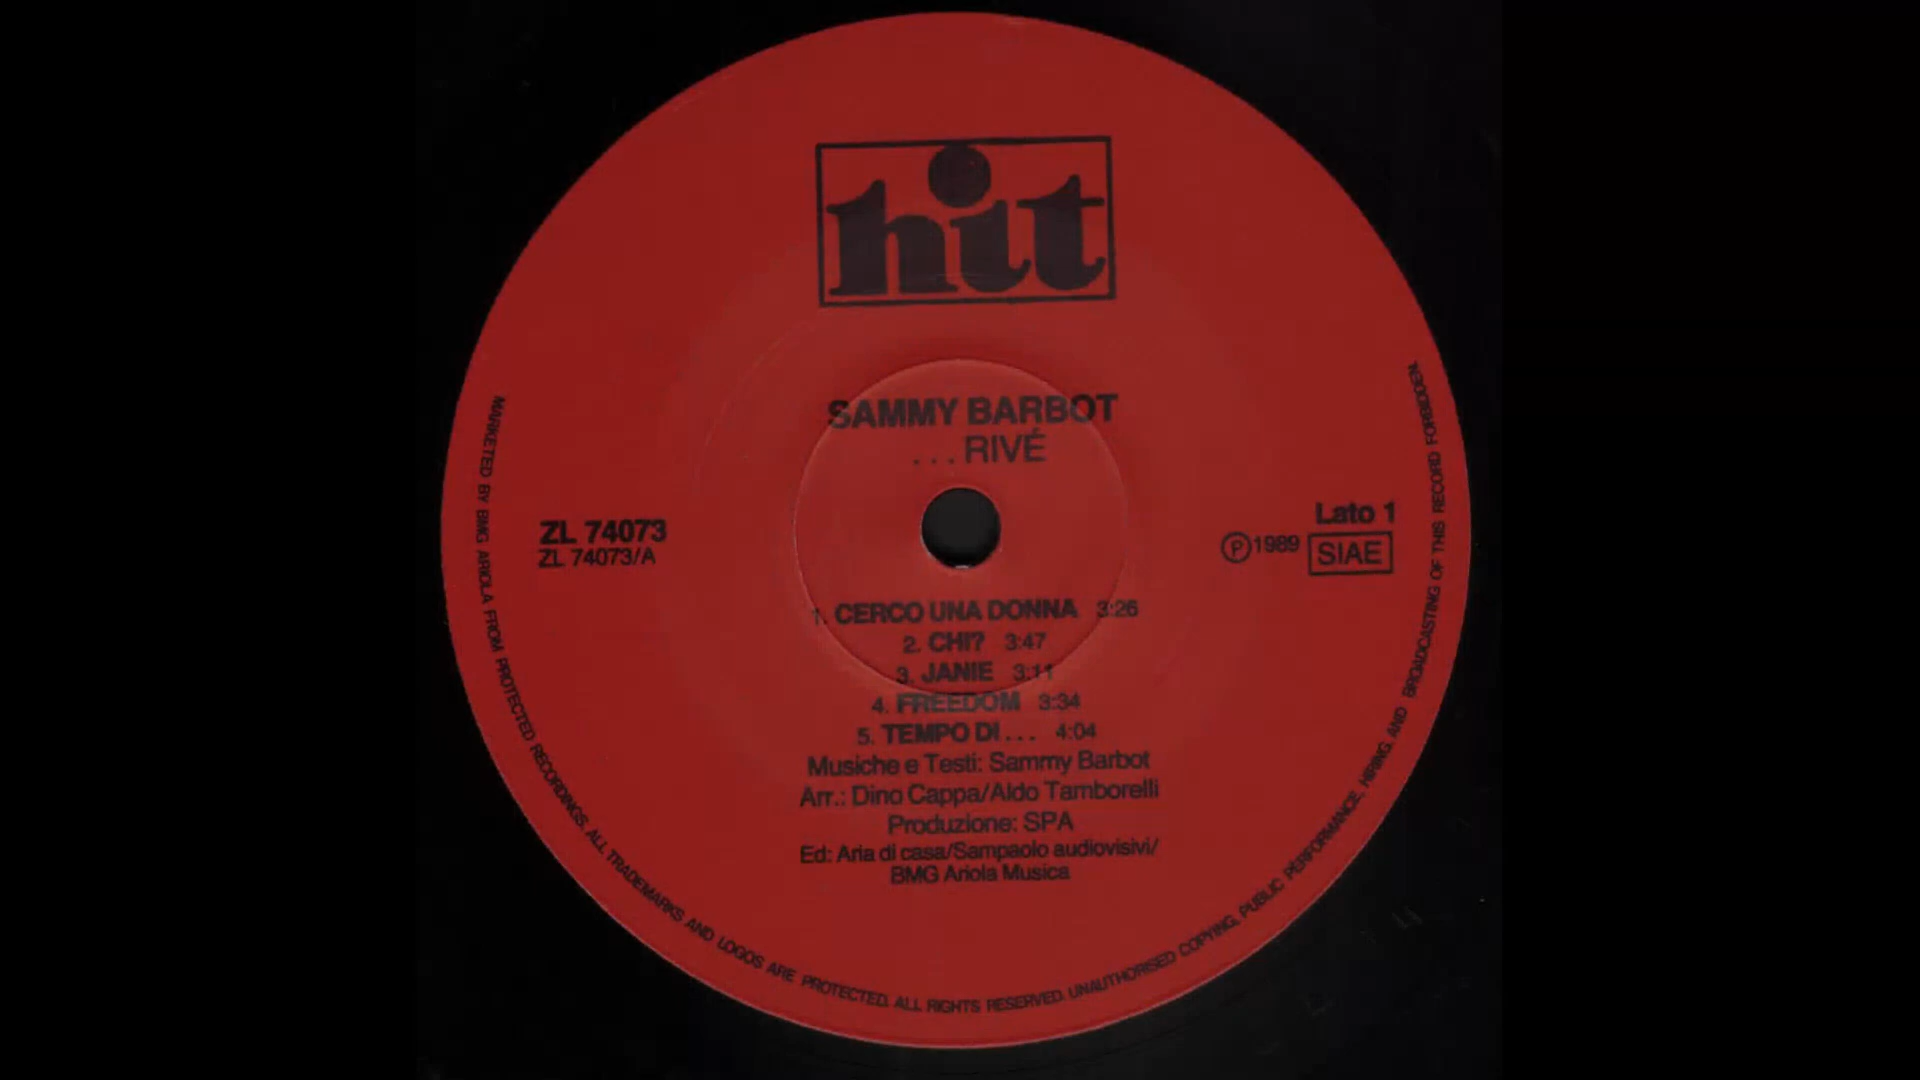 hit
SAMMY BARBOT
...RIVÉ
ZL 74073
ZL 74073/A
Lato 1
Ⓟ 1989 SIAE
1. CERCO UNA DONNA 3:26
2. CHI? 3:47
3. JANIE 3:11
4. FREEDOM 3:34
5. TEMPO DI... 4:04
Musiche e Testi: Sammy Barbot
Arr.: Dino Cappa/Aldo Tamborelli
Produzione: SPA
Ed: Aria di casa/Sampaolo audiovisivi/
BMG Ariola Musica
MARKETED BY BMG ARIOLA FROM PROTECTED RECORDINGS. ALL TRADEMARKS AND LOGOS ARE PROTECTED. ALL RIGHTS RESERVED. UNAUTHORISED COPYING, PUBLIC PERFORMANCE, HIRING AND BROADCASTING OF THIS RECORD FORBIDDEN.